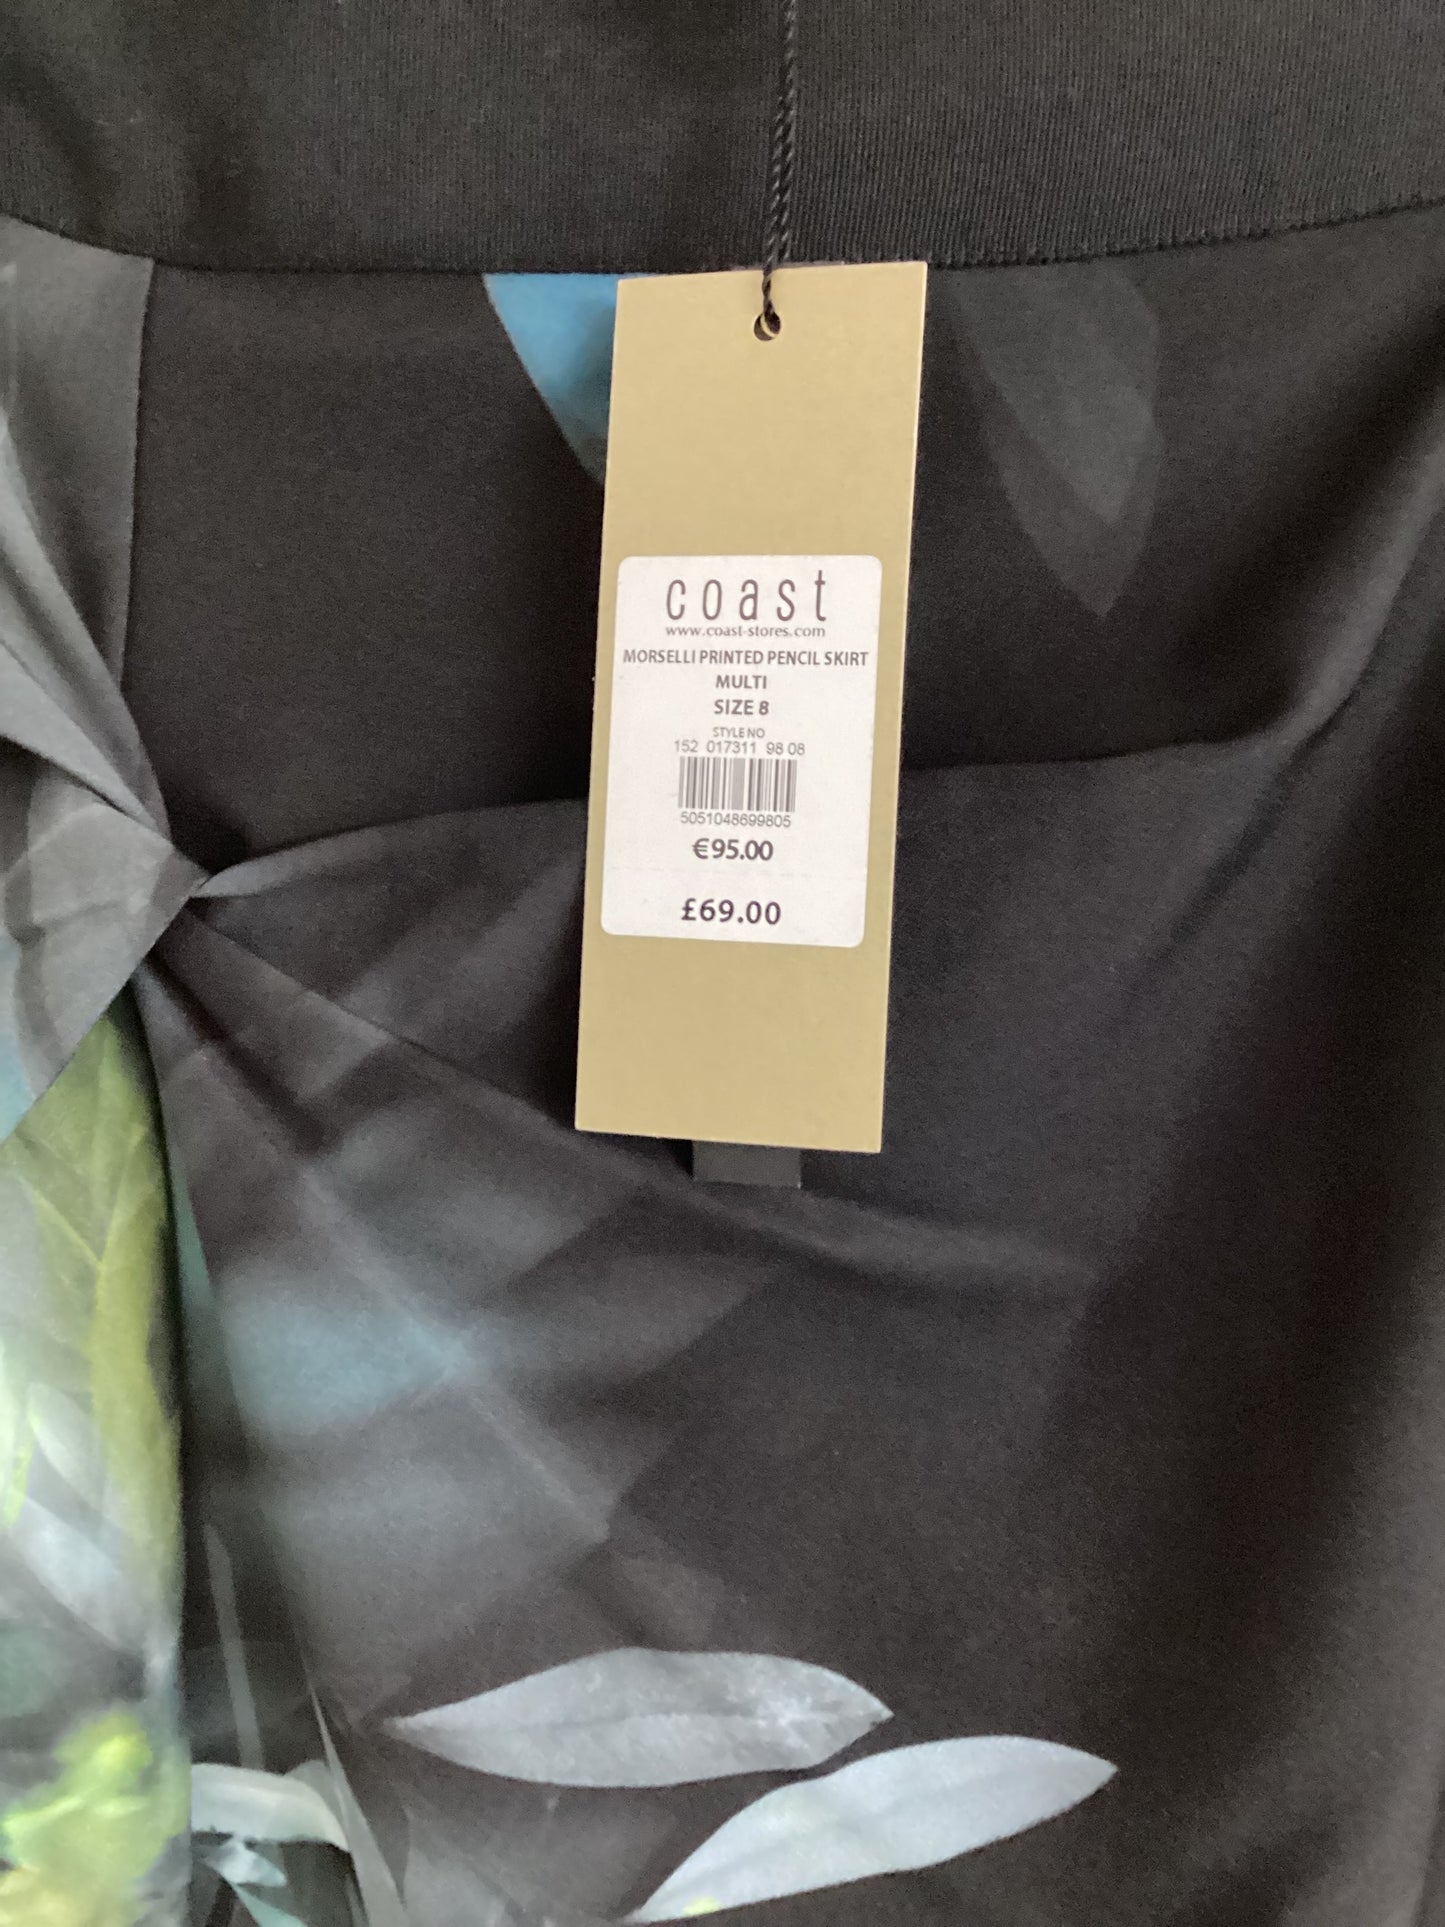 coast
www.coast-stores.com
MORSELLI PRINTED PENCIL SKIRT
MULTI
SIZE 8
STYLE NO
152 017311 98 08
5051048699805
€95.00
£69.00